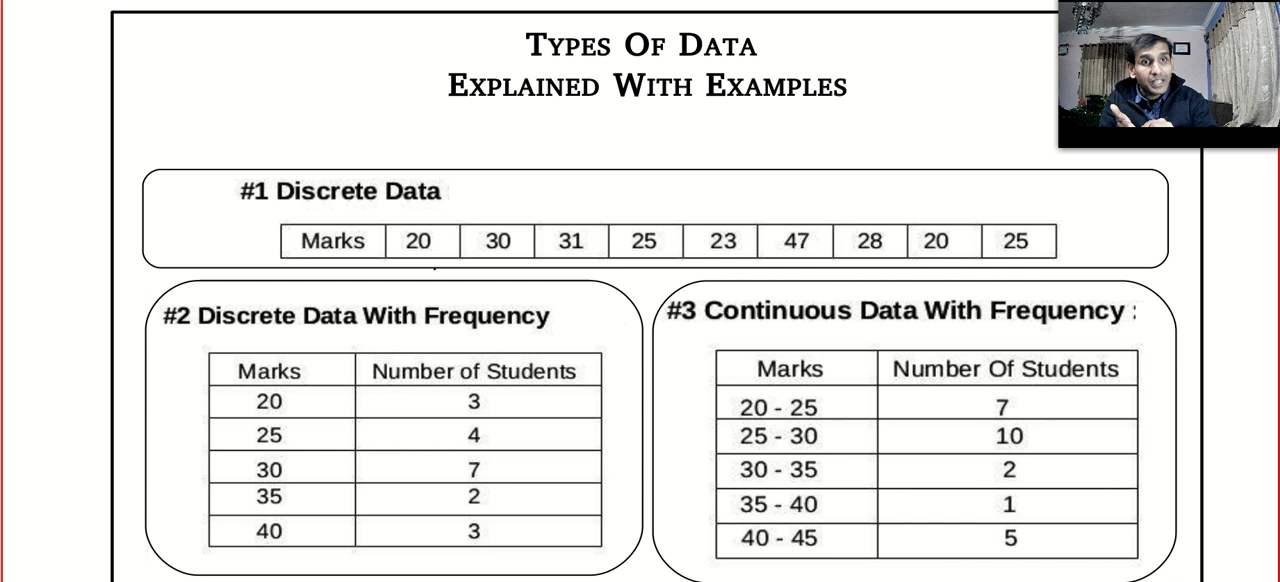 TYPES OF DATA
EXPLAINED WITH EXAMPLES
#1 Discrete Data
Marks 20 30 31 25 23 47 28 20 25
#2 Discrete Data With Frequency
Marks Number of Students
20 3
25 4
30 7
35 2
40 3
#3 Continuous Data With Frequency :
Marks Number Of Students
20 - 25 7
25 - 30 10
30 - 35 2
35 - 40 1
40 - 45 5